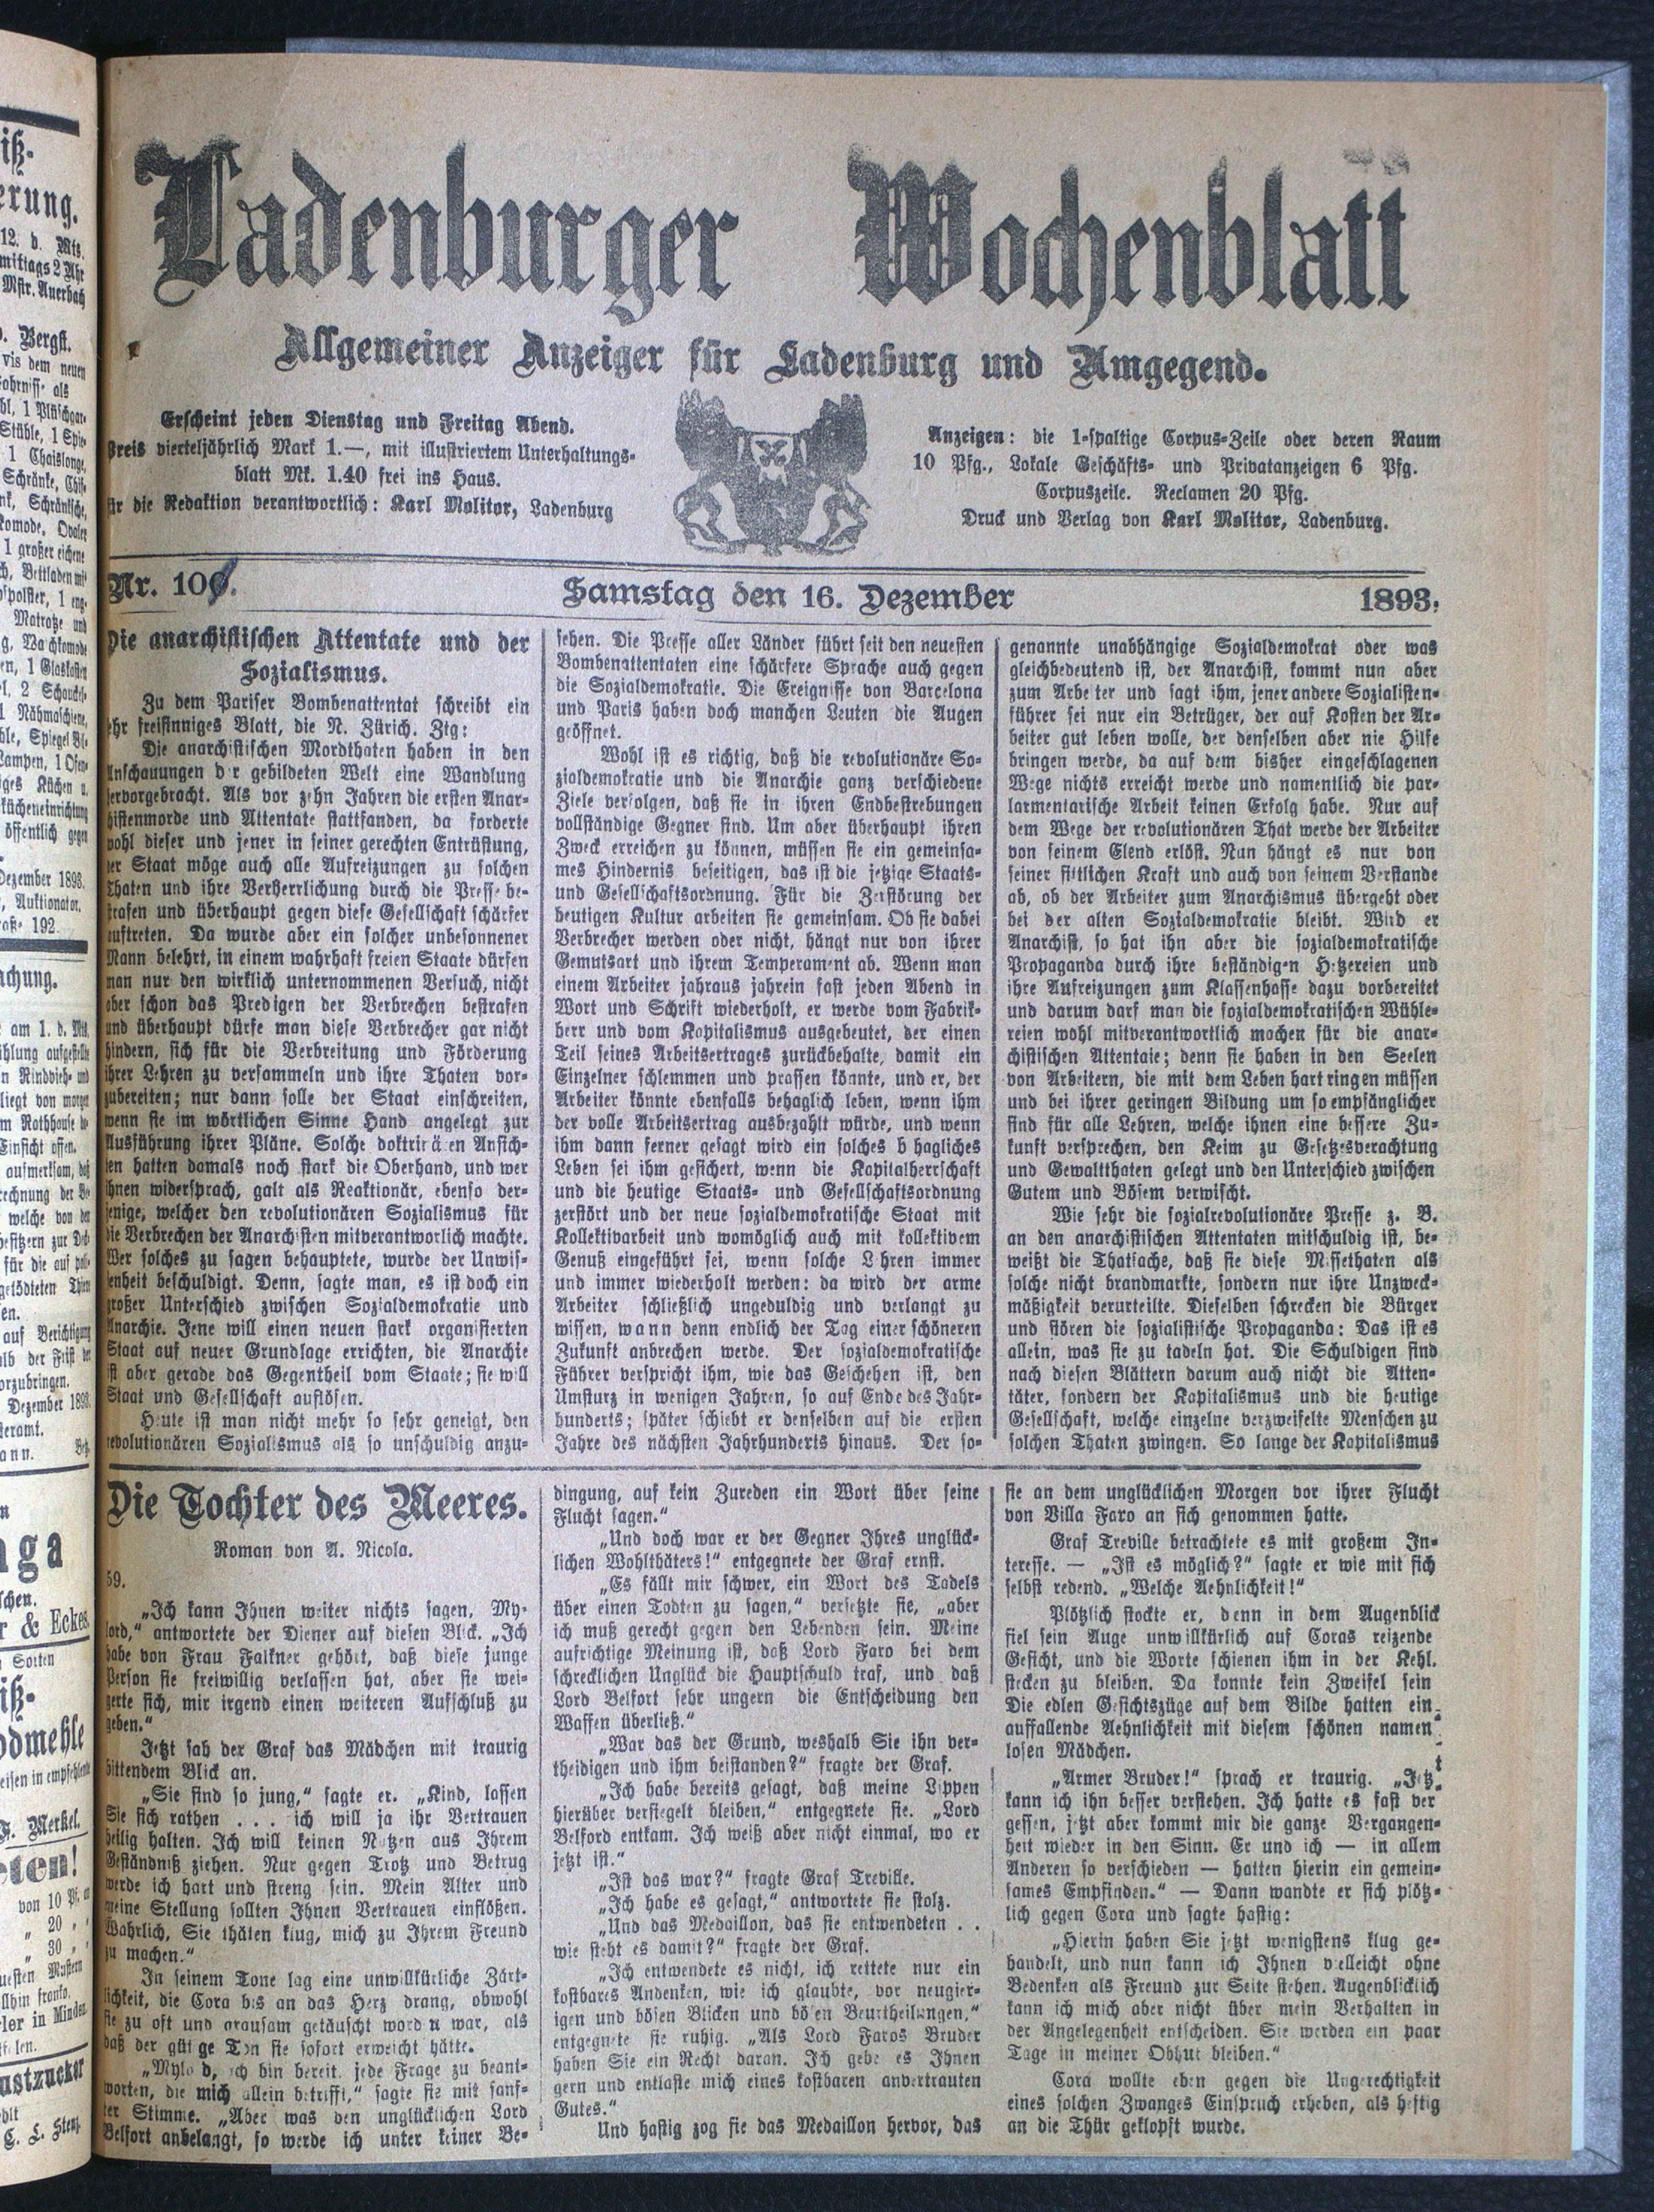 Ladenburger Wochenblatt
Allgemeiner Anzeiger für Ladenburg und Umgegend.
Erscheint jeden Dienstag und Freitag Abend.
Preis vierteljährlich Mark 1.—, mit illustriertem Unterhaltungs-
blatt Mk. 1.40 frei ins Haus.
für die Redaktion verantwortlich: Karl Molitor, Ladenburg
Anzeigen: die 1-spaltige Corpus-Zeile oder deren Raum
10 Pfg., Lokale Geschäfts- und Privatanzeigen 6 Pfg.
Corpuszeile. Reclamen 20 Pfg.
Druck und Verlag von Karl Molitor, Ladenburg.
Nr. 100.
Samstag den 16. Dezember
1893.
Die anarchistischen Attentate und der
Sozialismus.
Zu dem Pariser Bombenattentat schreibt ein
sehr freisinniges Blatt, die N. Zürich. Ztg:
Die anarchistischen Mordthaten haben in den
Anschauungen der gebildeten Welt eine Wandlung
hervorgebracht. Als vor zehn Jahren die ersten Anar-
chistenmorde und Attentate stattfanden, da forderte
wohl dieser und jener in seiner gerechten Entrüstung,
der Staat möge auch alle Aufreizungen zu solchen
Thaten und ihre Verherrlichung durch die Presse be-
strafen und überhaupt gegen diese Gesellschaft schärfer
auftreten. Da wurde aber ein solcher unbesonnener
Mann belehrt, in einem wahrhaft freien Staate dürfen
man nur den wirklich unternommenen Versuch, nicht
aber schon das Predigen der Verbrechen bestrafen
und überhaupt dürfe man diese Verbrecher gar nicht
hindern, sich für die Verbreitung und Förderung
ihrer Lehren zu versammeln und ihre Thaten vor-
zubereiten; nur dann solle der Staat einschreiten,
wenn sie im wörtlichen Sinne Hand angelegt zur
Ausführung ihrer Pläne. Solche doktrinären Ansich-
ten hatten damals noch stark die Oberhand, und wer
ihnen widersprach, galt als Reaktionär, ebenso der-
jenige, welcher den revolutionären Sozialismus für
die Verbrechen der Anarchisten mitverantworlich machte.
Wer solches zu sagen behauptete, wurde der Unwis-
senheit beschuldigt. Denn, sagte man, es ist doch ein
großer Unterschied zwischen Sozialdemokratie und
Anarchie. Jene will einen neuen stark organisierten
Staat auf neuer Grundlage errichten, die Anarchie
ist aber gerade das Gegentheil vom Staate; sie will
Staat und Gesellschaft auflösen.
Heute ist man nicht mehr so sehr geneigt, den
revolutionären Sozialismus als so unschuldig anzu-
sehen. Die Presse aller Länder führt seit den neuesten
Bombenattentaten eine schärfere Sprache auch gegen
die Sozialdemokratie. Die Ereignisse von Barcelona
und Paris haben doch manchen Leuten die Augen
geöffnet.
Wohl ist es richtig, daß die revolutionäre So-
zialdemokratie und die Anarchie ganz verschiedene
Ziele verfolgen, daß sie in ihren Endbestrebungen
vollständige Gegner sind. Um aber überhaupt ihren
Zweck erreichen zu können, müssen sie ein gemeinsa-
mes Hindernis beseitigen, das ist die jetzige Staats-
und Gesellschaftsordnung. Für die Zerstörung der
heutigen Kultur arbeiten sie gemeinsam. Ob sie dabei
Verbrecher werden oder nicht, hängt nur von ihrer
Gemutsart und ihrem Temperament ab. Wenn man
einem Arbeiter jahraus jahrein fast jeden Abend in
Wort und Schrift wiederholt, er werde vom Fabrik-
herr und vom Kapitalismus ausgebeutet, der einen
Teil seines Arbeitsertrages zurückbehalte, damit ein
Einzelner schlemmen und prassen könnte, und er, der
Arbeiter könnte ebenfalls behaglich leben, wenn ihm
der volle Arbeitsertrag ausbezahlt würde, und wenn
ihm dann ferner gesagt wird ein solches b hagliches
Leben sei ihm gesichert, wenn die Kapitalherrschaft
und die heutige Staats- und Gesellschaftsordnung
zerstört und der neue sozialdemokratische Staat mit
Kollektivarbeit und womöglich auch mit kollektivem
Genuß eingeführt sei, wenn solche Lehren immer
und immer wiederholt werden: da wird der arme
Arbeiter schließlich ungeduldig und verlangt zu
wissen, wann denn endlich der Tag einer schöneren
Zukunft anbrechen werde. Der sozialdemokratische
Führer verspricht ihm, wie das Geschehen ist, den
Umsturz in wenigen Jahren, so auf Ende des Jahr-
hunderts; später schiebt er denselben auf die ersten
Jahre des nächsten Jahrhunderts hinaus. Der so-
genannte unabhängige Sozialdemokrat oder was
gleichbedeutend ist, der Anarchist, kommt nun aber
zum Arbeiter und sagt ihm, jener andere Sozialisten-
führer sei nur ein Betrüger, der auf Kosten der Ar-
beiter gut leben wolle, der denselben aber nie Hilfe
bringen werde, da auf dem bisher eingeschlagenen
Wege nichts erreicht werde und namentlich die par-
larmentarische Arbeit keinen Erfolg habe. Nur auf
dem Wege der revolutionären That werde der Arbeiter
von seinem Elend erlöst. Nun hängt es nur von
seiner sittlichen Kraft und auch von seinem Verstande
ab, ob der Arbeiter zum Anarchismus übergeht oder
bei der alten Sozialdemokratie bleibt. Wird er
Anarchist, so hat ihn aber die sozialdemokratische
Propaganda durch ihre beständigen Hetzereien und
ihre Aufreizungen zum Klassenhasse dazu vorbereitet
und darum darf man die sozialdemokratischen Wühle-
reien wohl mitverantwortlich machen für die anar-
chistischen Attentate; denn sie haben in den Seelen
von Arbeitern, die mit dem Leben hart ringen müssen
und bei ihrer geringen Bildung um so empfänglicher
sind für alle Lehren, welche ihnen eine bessere Zu-
kunft versprechen, den Keim zu Gesetzesverachtung
und Gewaltthaten gelegt und den Unterschied zwischen
Gutem und Bösem verwischt.
Wie sehr die sozialrevolutionäre Presse z. B.
an den anarchistischen Attentaten mitschuldig ist, be-
weißt die Thatsache, daß sie diese Missethaten als
solche nicht brandmarkte, sondern nur ihre Unzweck-
mäßigkeit verurteilte. Dieselben schrecken die Bürger
und stören die sozialistische Propaganda: Das ist es
allein, was sie zu tadeln hat. Die Schuldigen sind
nach diesen Blättern darum auch nicht die Atten-
täter, sondern der Kapitalismus und die heutige
Gesellschaft, welche einzelne verzweifelte Menschen zu
solchen Thaten zwingen. So lange der Kapitalismus
Die Tochter des Meeres.
Roman von A. Nicola.
59.
„Ich kann Ihnen weiter nichts sagen, My-
lord,“ antwortete der Diener auf diesen Blick. „Ich
habe von Frau Falkner gehört, daß diese junge
Person sie freiwillig verlassen hat, aber sie wei-
gerte sich, mir irgend einen weiteren Aufschluß zu
geben.“
Jetzt sah der Graf das Mädchen mit traurig
bittendem Blick an.
„Sie sind so jung,“ sagte er. „Kind, lassen
Sie sich rathen . . . ich will ja ihr Vertrauen
heilig halten. Ich will keinen Nutzen aus Ihrem
Geständniß ziehen. Nur gegen Trotz und Betrug
werde ich hart und streng sein. Mein Alter und
meine Stellung sollten Ihnen Vertrauen einflößen.
Wahrlich, Sie thäten klug, mich zu Ihrem Freund
zu machen.“
In seinem Tone lag eine unwillkürliche Zärt-
lichkeit, die Cora bis an das Herz drang, obwohl
sie zu oft und grausam getäuscht worden war, als
daß der gütige Ton sie sofort erweicht hätte.
„Mylord, ich bin bereit, jede Frage zu beant-
worten, die mich allein betrifft,“ sagte sie mit sanf-
ter Stimme. „Aber was den unglücklichen Lord
Belfort anbelangt, so werde ich unter keiner Be-
dingung, auf kein Zureden ein Wort über seine
Flucht sagen.“
„Und doch war er der Gegner Ihres unglück-
lichen Wohlthäters!“ entgegnete der Graf ernst.
„Es fällt mir schwer, ein Wort des Tadels
über einen Todten zu sagen,“ versetzte sie, „aber
ich muß gerecht gegen den Lebenden sein. Meine
aufrichtige Meinung ist, daß Lord Faro bei dem
schrecklichen Unglück die Hauptschuld traf, und daß
Lord Belfort sehr ungern die Entscheidung den
Waffen überließ.“
„War das der Grund, weshalb Sie ihn ver-
theidigen und ihm beistanden?“ fragte der Graf.
„Ich habe bereits gesagt, daß meine Lippen
hierüber versiegelt bleiben,“ entgegnete sie. „Lord
Belford entkam. Ich weiß aber nicht einmal, wo er
jetzt ist.“
„Ist das war?“ fragte Graf Treville.
„Ich habe es gesagt,“ antwortete sie stolz.
„Und das Medaillon, das sie entwendeten . .
wie steht es damit?“ fragte der Graf.
„Ich entwendete es nicht, ich rettete nur ein
kostbares Andenken, wie ich glaubte, vor neugier-
igen und bösen Blicken und bösen Beurtheilungen,“
entgegnete sie ruhig. „Als Lord Faros Bruder
haben Sie ein Recht daran. Ich gebe es Ihnen
gern und entlaste mich eines kostbaren anvertrauten
Gutes.“
Und hastig zog sie das Medaillon hervor, das
sie an dem unglücklichen Morgen vor ihrer Flucht
von Villa Faro an sich genommen hatte.
Graf Treville betrachtete es mit großem In-
teresse. — „Ist es möglich?“ sagte er wie mit sich
selbst redend. „Welche Aehnlichkeit!“
Plötzlich stockte er, denn in dem Augenblick
fiel sein Auge unwillkürlich auf Coras reizende
Gesicht, und die Worte schienen ihm in der Kehl.
stecken zu bleiben. Da konnte kein Zweifel sein
Die edlen Gesichtszüge auf dem Bilde hatten ein
auffallende Aehnlichkeit mit diesem schönen namen
losen Mädchen.
„Armer Bruder!“ sprach er traurig. „Jetz
kann ich ihn besser verstehen. Ich hatte es fast ver
gessen, jetzt aber kommt mir die ganze Vergangen-
heit wieder in den Sinn. Er und ich — in allem
Anderen so verschieden — hatten hierin ein gemein-
sames Empfinden.“ — Dann wandte er sich plötz-
lich gegen Cora und sagte hastig:
„Hierin haben Sie jetzt wenigstens klug ge-
handelt, und nun kann ich Ihnen vielleicht ohne
Bedenken als Freund zur Seite stehen. Augenblicklich
kann ich mich aber nicht über mein Verhalten in
der Angelegenheit entscheiden. Sie werden ein paar
Tage in meiner Obhut bleiben.“
Cora wollte eben gegen die Ungerechtigkeit
eines solchen Zwanges Einspruch erheben, als heftig
an die Thür geklopft wurde.